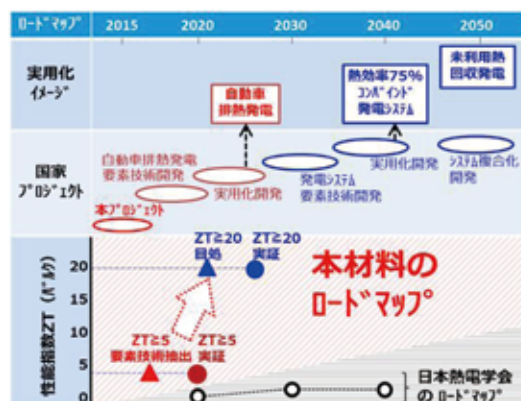 ロードマップ 2015 2020 2030 2040 2050
実用化
イメージ
自動車
排熱発電
熱効率75%
コンバインド
発電システム
未利用熱
回収発電
国家
プロジェクト
自動車排熱発電
要素技術開発
本プロジェクト
実用化開発
発電システム
要素技術開発
実用化開発
システム複合化
開発
性能指数ZT（バルク）
20
15
10
5
0
ZT≧20
目処
ZT≧20
実証
本材料の
ロードマップ
ZT≧5
要素技術抽出
ZT≧5
実証
日本熱電学会
のロードマップ